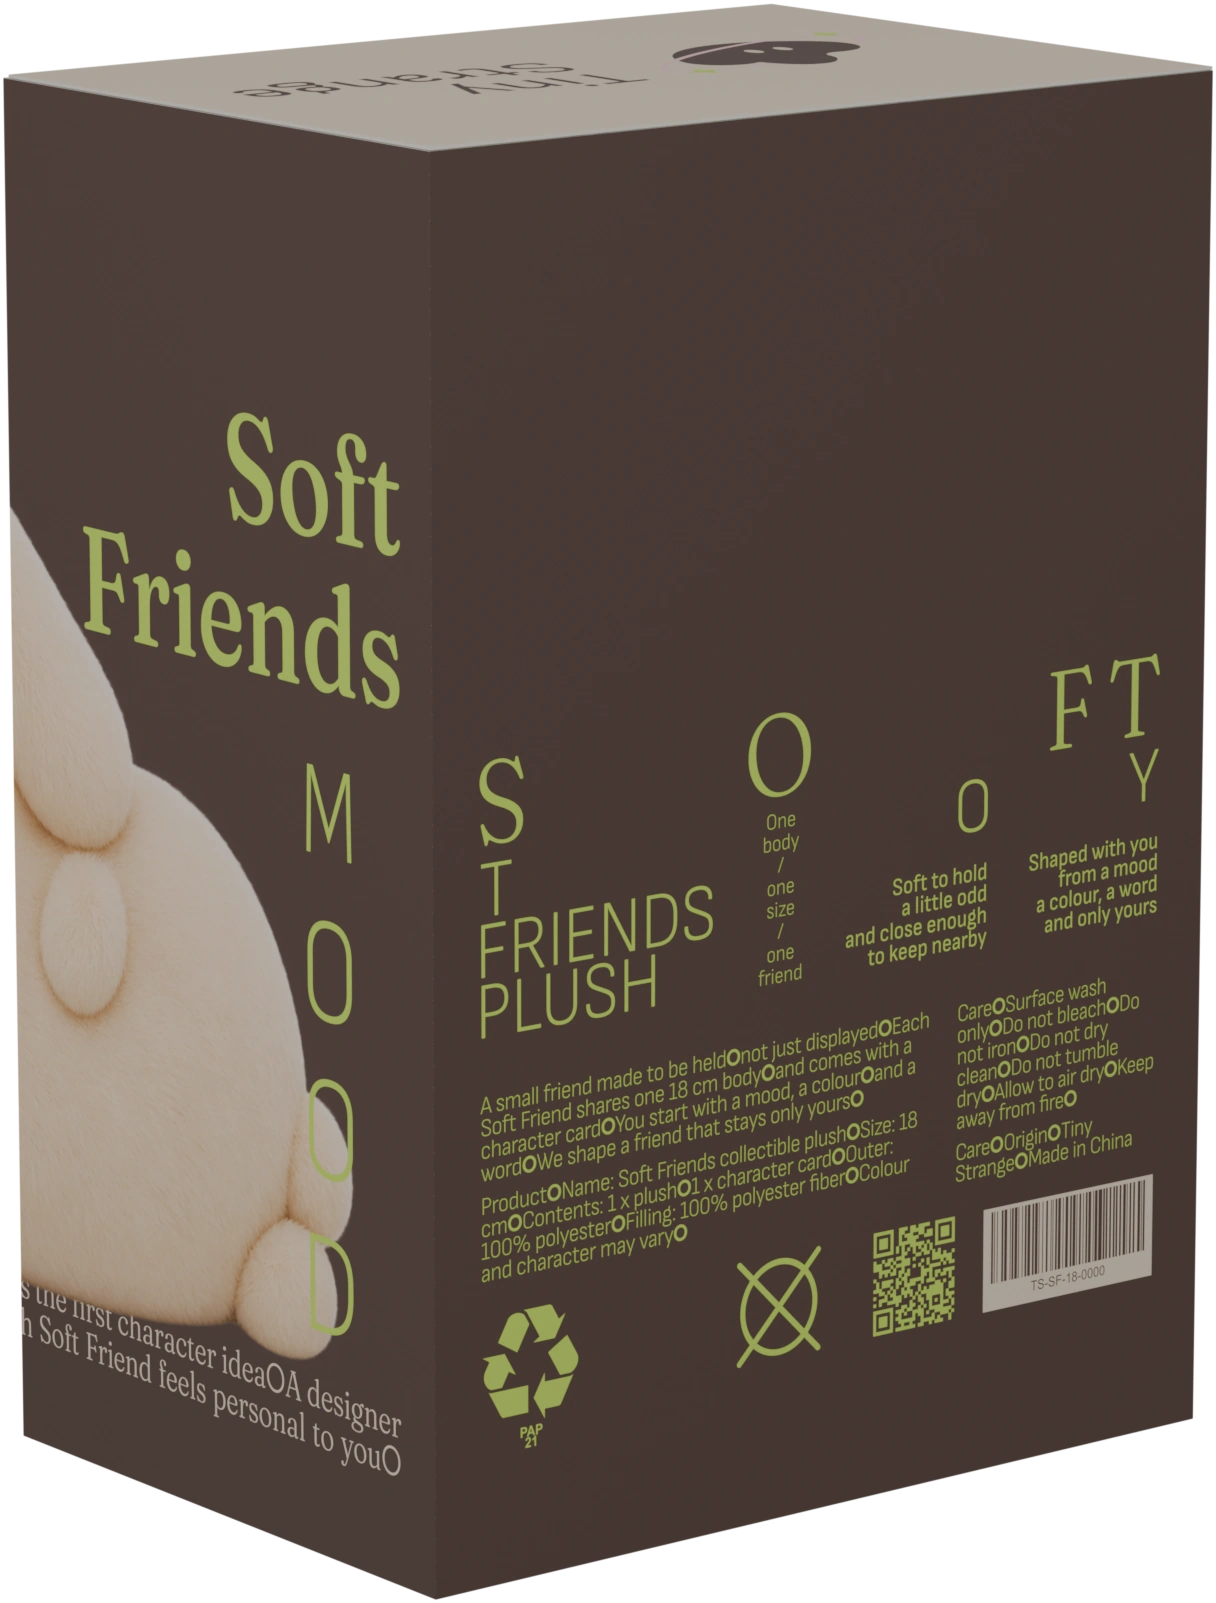 Tiny
Strange
Soft
Friends
M
O
O
D
the first character ideaOA designer
Soft Friend feels personal to youO
S O FT
T O Y
FRIENDS
PLUSH
One
body
/
one
size
/
one
friend
Soft to hold
a little odd
and close enough
to keep nearby
Shaped with you
from a mood
a colour, a word
and only yours
A small friend made to be heldOnot just displayedOEach
Soft Friend shares one 18 cm bodyOand comes with a
character cardOYou start with a mood, a colourOand a
wordOWe shape a friend that stays only yoursO
ProductOName: Soft Friends collectible plushOSize: 18
cmOContents: 1 x plushO1 x character cardOOuter:
100% polyesterOFilling: 100% polyester fiberOColour
and character may varyO
CareOSurface wash
onlyODo not bleachODo
not ironODo not dry
cleanODo not tumble
dryOAllow to air dryOKeep
away from fireO
CareOOriginOTiny
StrangeOMade in China
TS-SF-18-0000
PAP
21